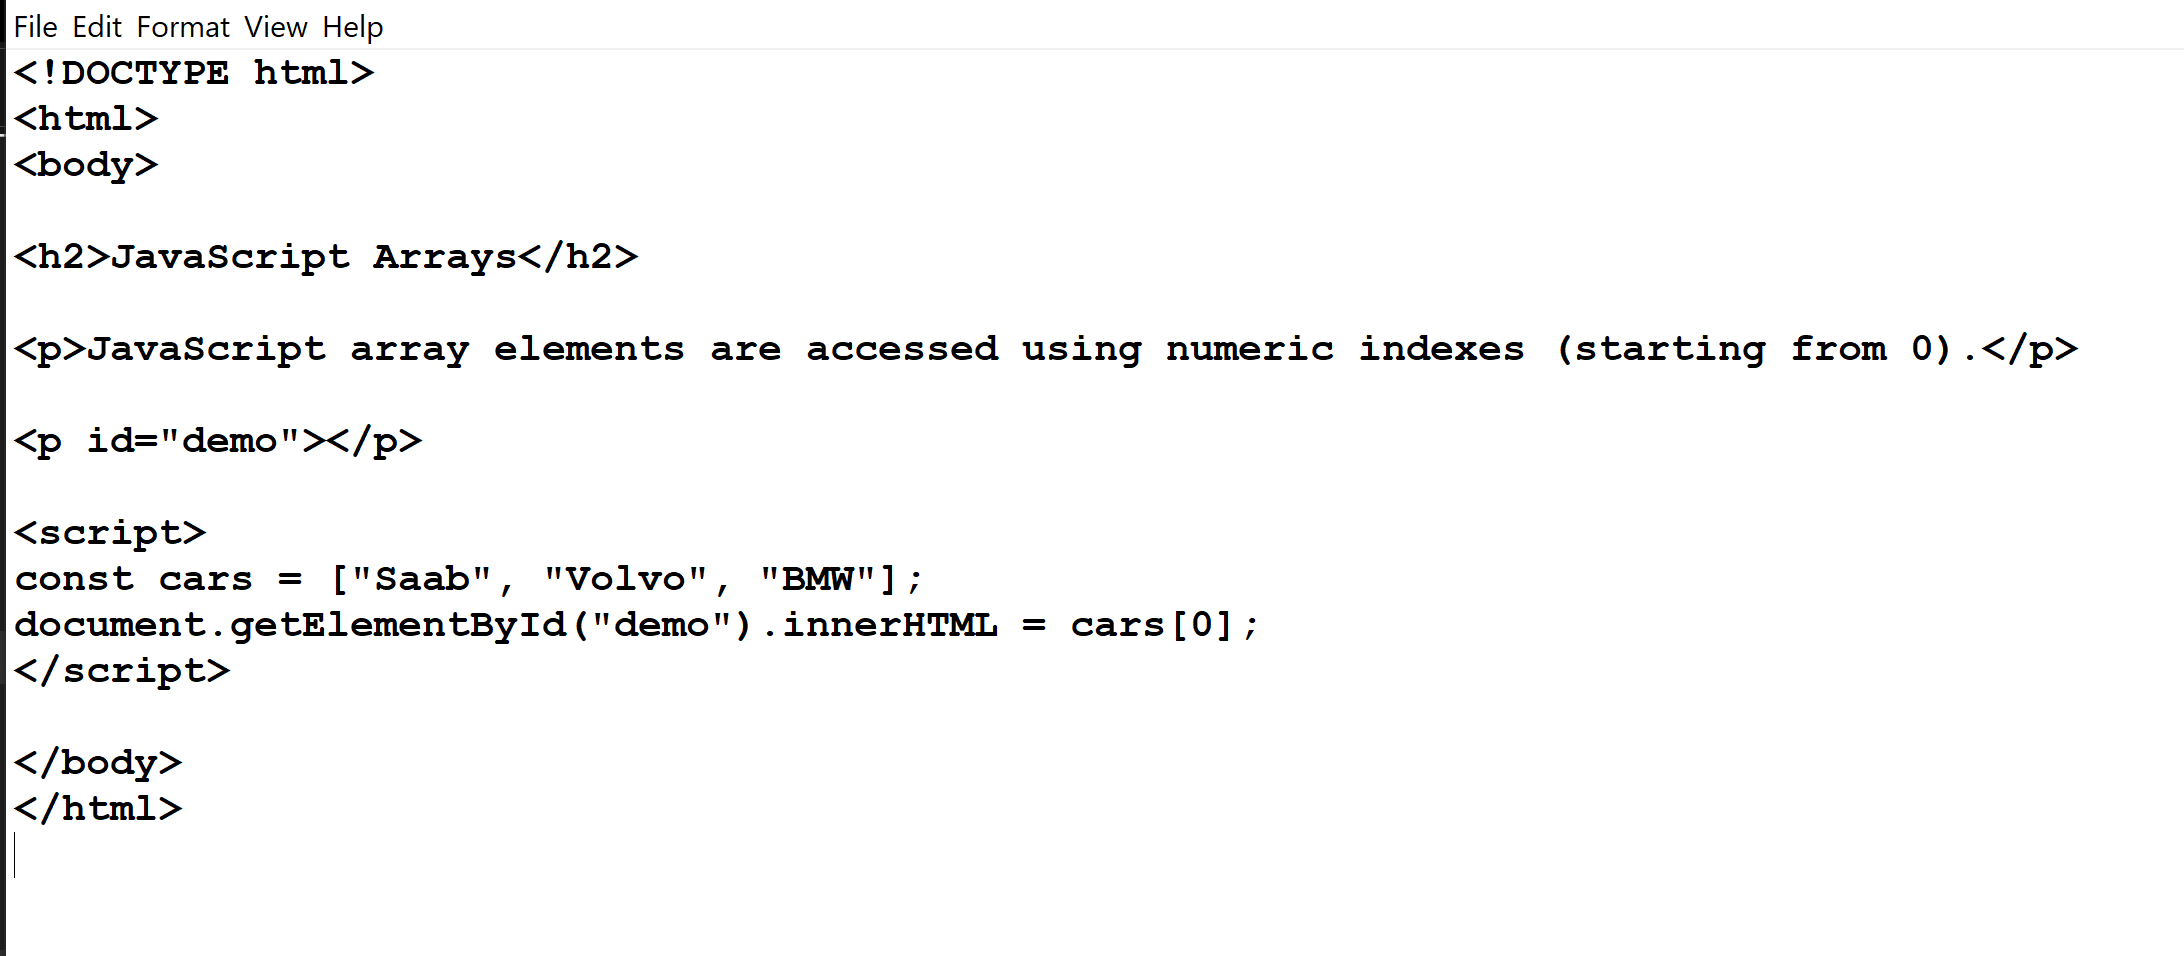 File Edit Format View Help
<!DOCTYPE html>
<html>
<body>
<h2>JavaScript Arrays</h2>
<p>JavaScript array elements are accessed using numeric indexes (starting from 0).</p>
<p id="demo"></p>
<script>
const cars = ["Saab", "Volvo", "BMW"];
document.getElementById("demo").innerHTML = cars[0];
</script>
</body>
</html>